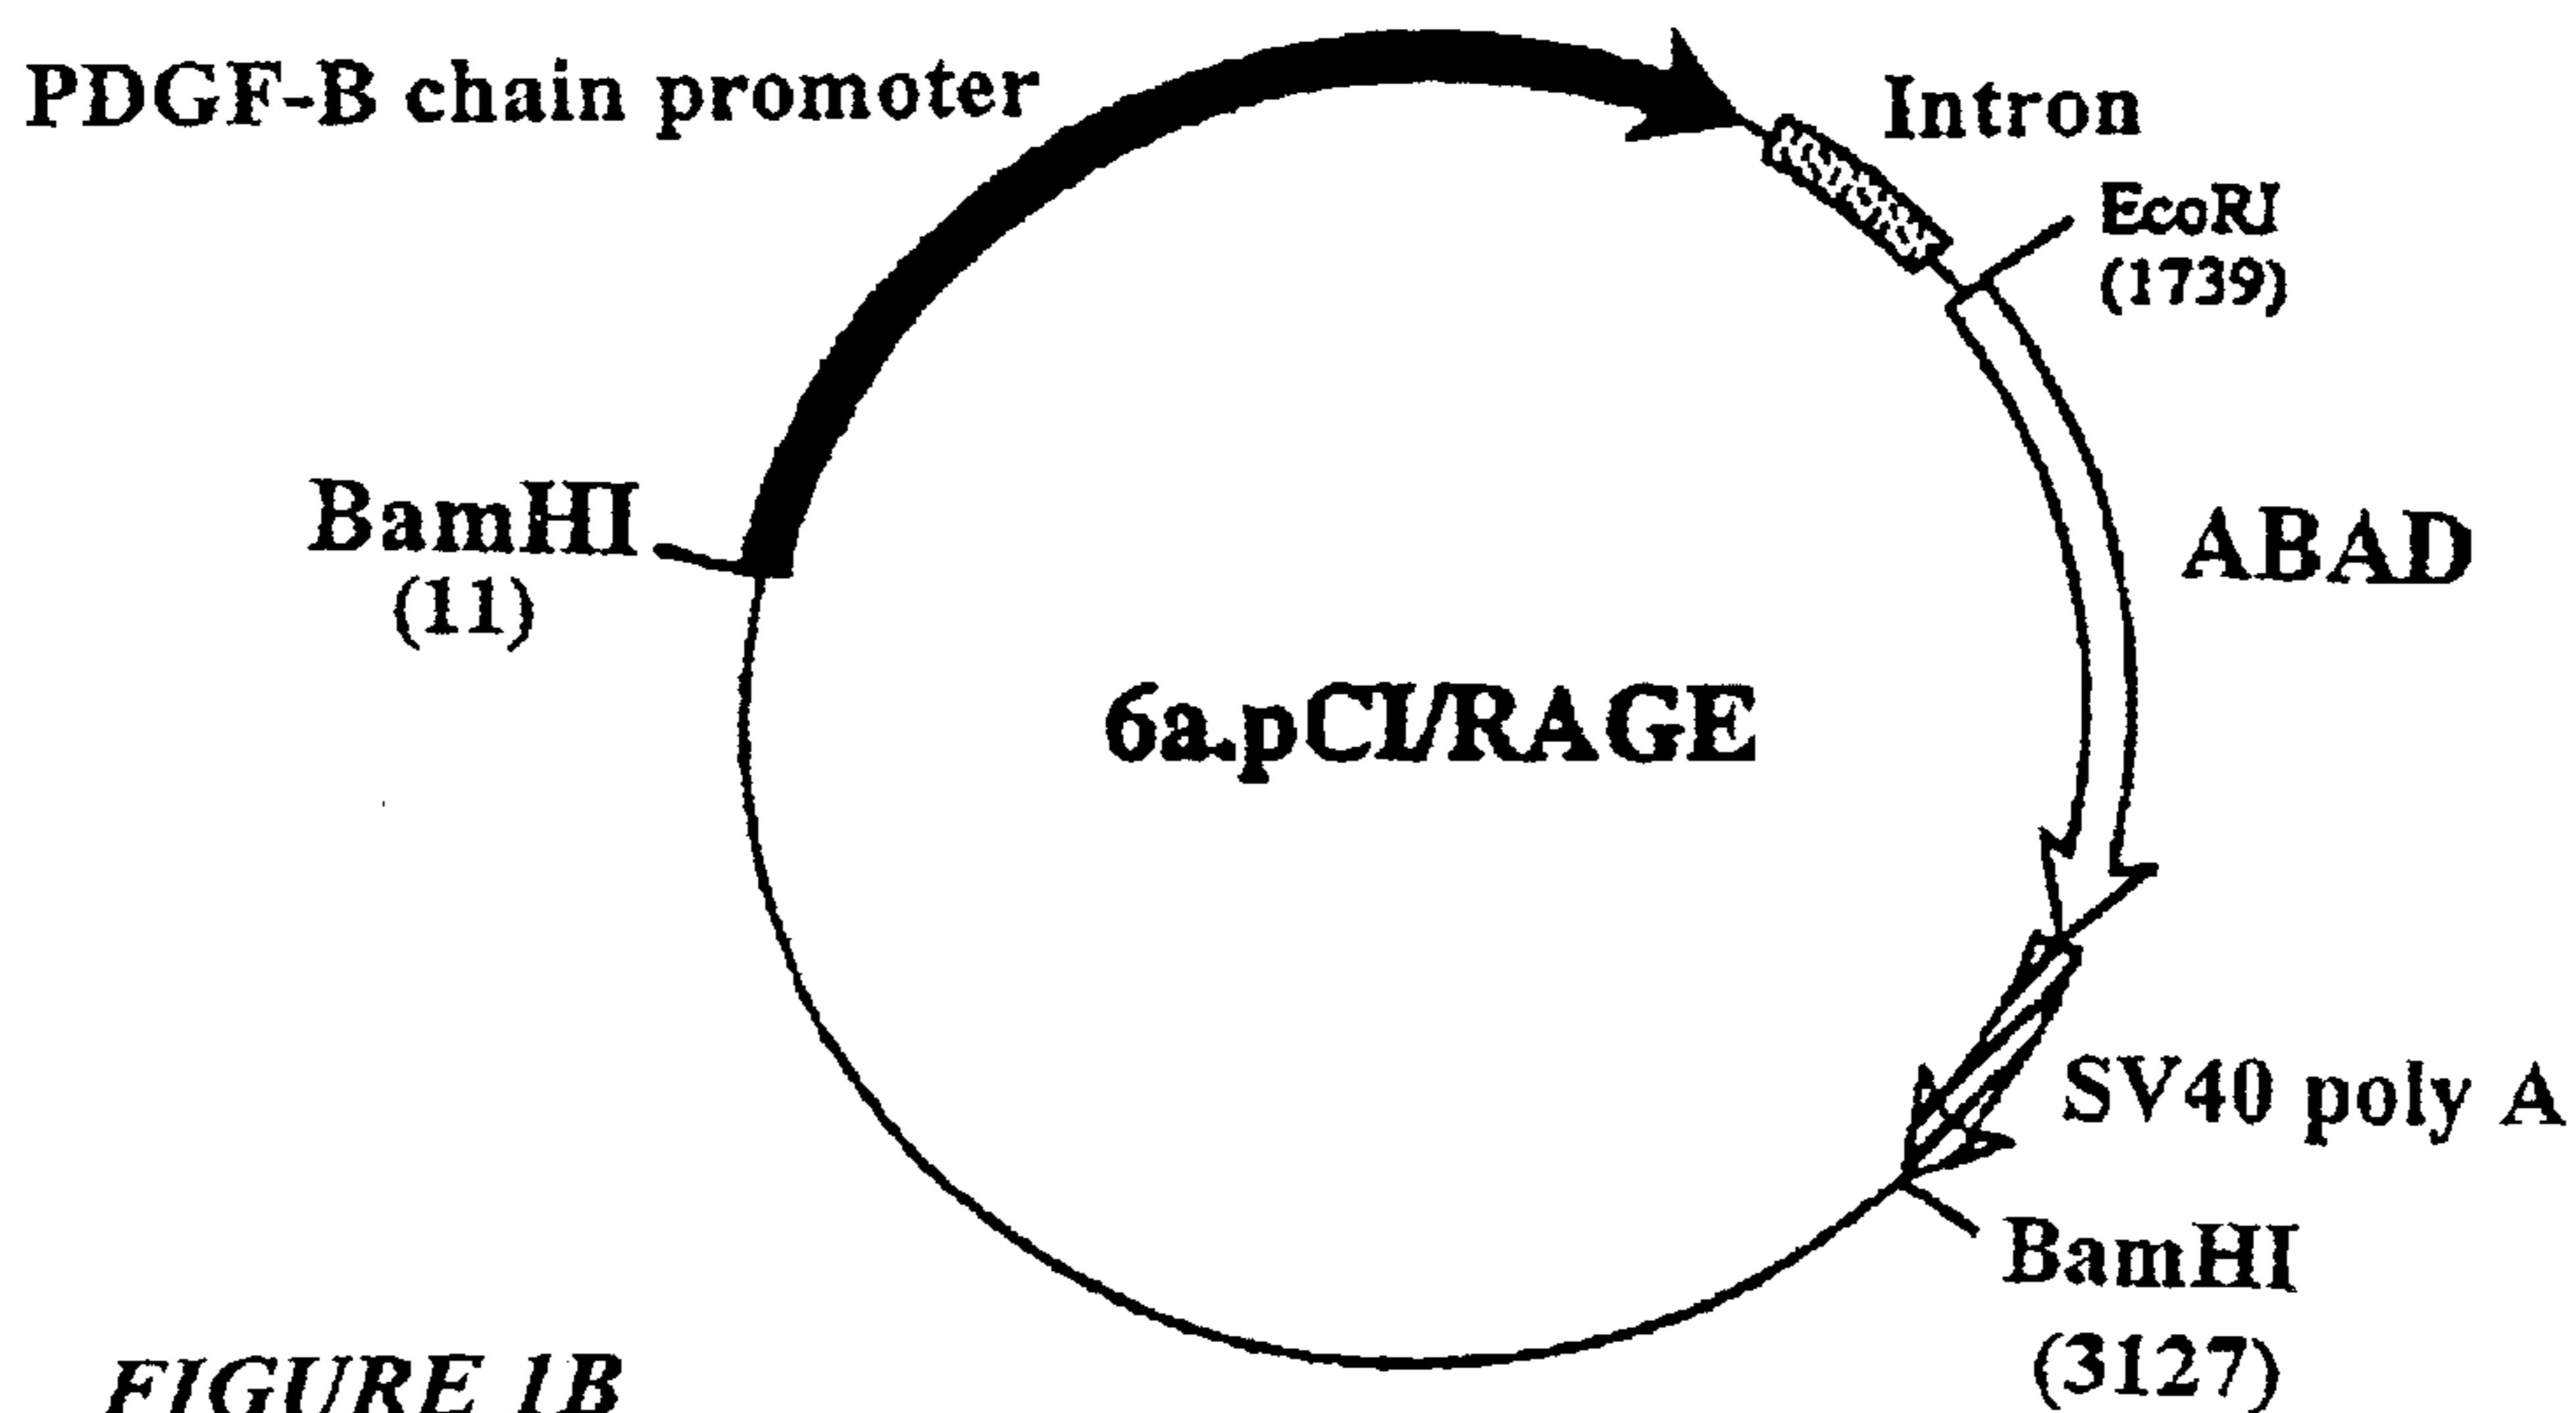 PDGF-B chain promoter
Intron
EcoRI
(1739)
BamHI
(11)
ABAD
6a.pCI/RAGE
SV40 poly A
BamHI
(3127)
FIGURE 1B